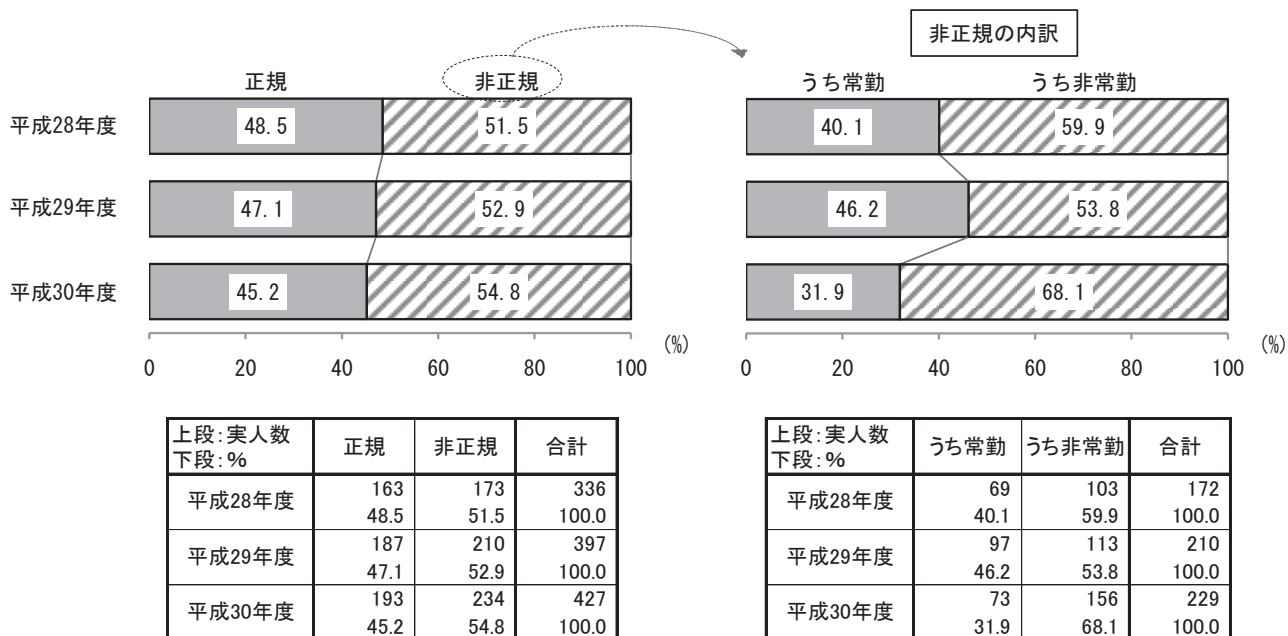 非正規の内訳
正規 非正規
平成28年度 48.5 51.5
平成29年度 47.1 52.9
平成30年度 45.2 54.8
0 20 40 60 80 100 (%)
うち常勤 うち非常勤
40.1 59.9
46.2 53.8
31.9 68.1
0 20 40 60 80 100 (%)
上段:実人数
下段:% 正規 非正規 合計
平成28年度 163 173 336
48.5 51.5 100.0
平成29年度 187 210 397
47.1 52.9 100.0
平成30年度 193 234 427
45.2 54.8 100.0
上段:実人数
下段:% うち常勤 うち非常勤 合計
平成28年度 69 103 172
40.1 59.9 100.0
平成29年度 97 113 210
46.2 53.8 100.0
平成30年度 73 156 229
31.9 68.1 100.0